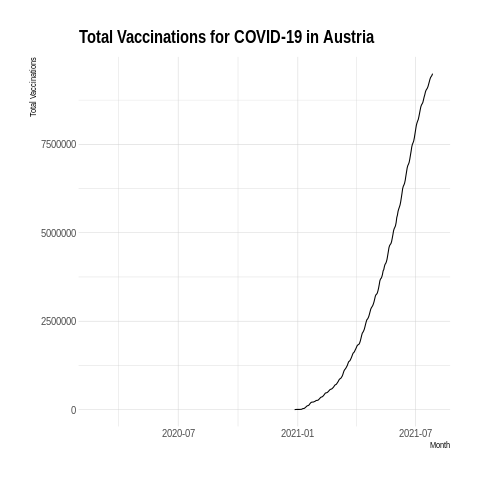 Total Vaccinations for COVID-19 in Austria
Total Vaccinations
7500000
5000000
2500000
0
2020-07
2021-01
2021-07
Month